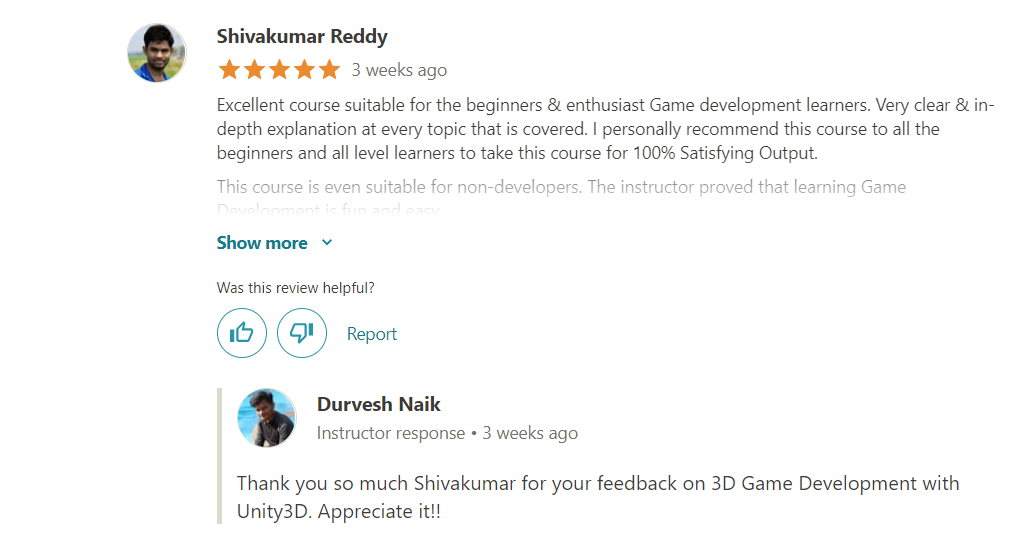 Shivakumar Reddy
3 weeks ago
Excellent course suitable for the beginners & enthusiast Game development learners. Very clear & in-
depth explanation at every topic that is covered. I personally recommend this course to all the
beginners and all level learners to take this course for 100% Satisfying Output.
This course is even suitable for non-developers. The instructor proved that learning Game
Development is fun and easy
Show more
Was this review helpful?
Report
Durvesh Naik
Instructor response • 3 weeks ago
Thank you so much Shivakumar for your feedback on 3D Game Development with
Unity3D. Appreciate it!!